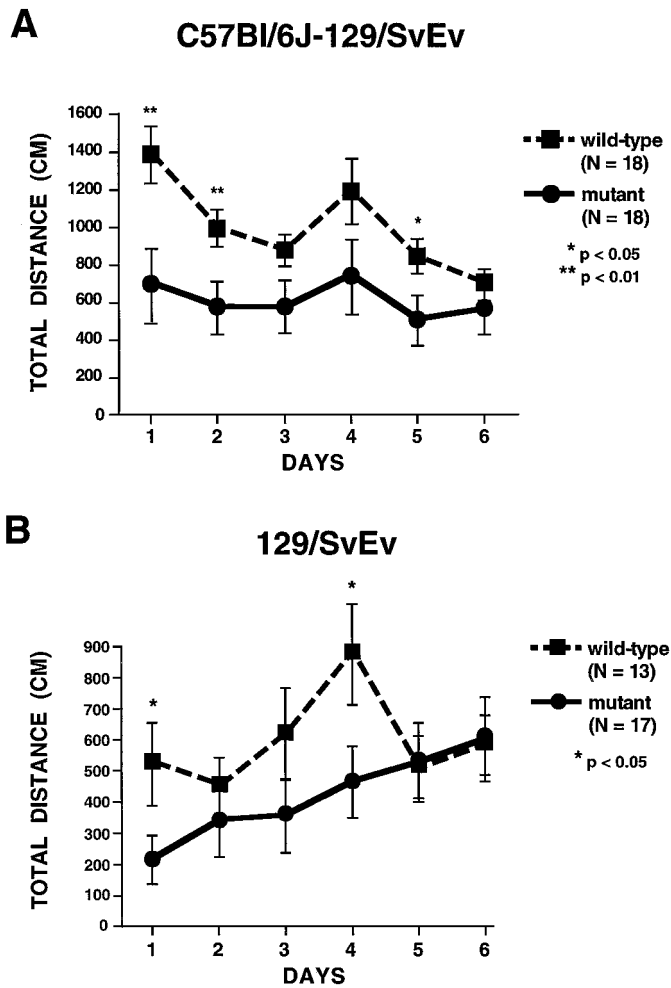 A
C57Bl/6J-129/SvEv
TOTAL DISTANCE (CM)
1600
1400
1200
1000
800
600
400
200
0
**
**
*
1 2 3 4 5 6
DAYS
wild-type
(N = 18)
mutant
(N = 18)
* p < 0.05
** p < 0.01
B
129/SvEv
TOTAL DISTANCE (CM)
900
800
700
600
500
400
300
200
100
0
*
*
1 2 3 4 5 6
DAYS
wild-type
(N = 13)
mutant
(N = 17)
* p < 0.05